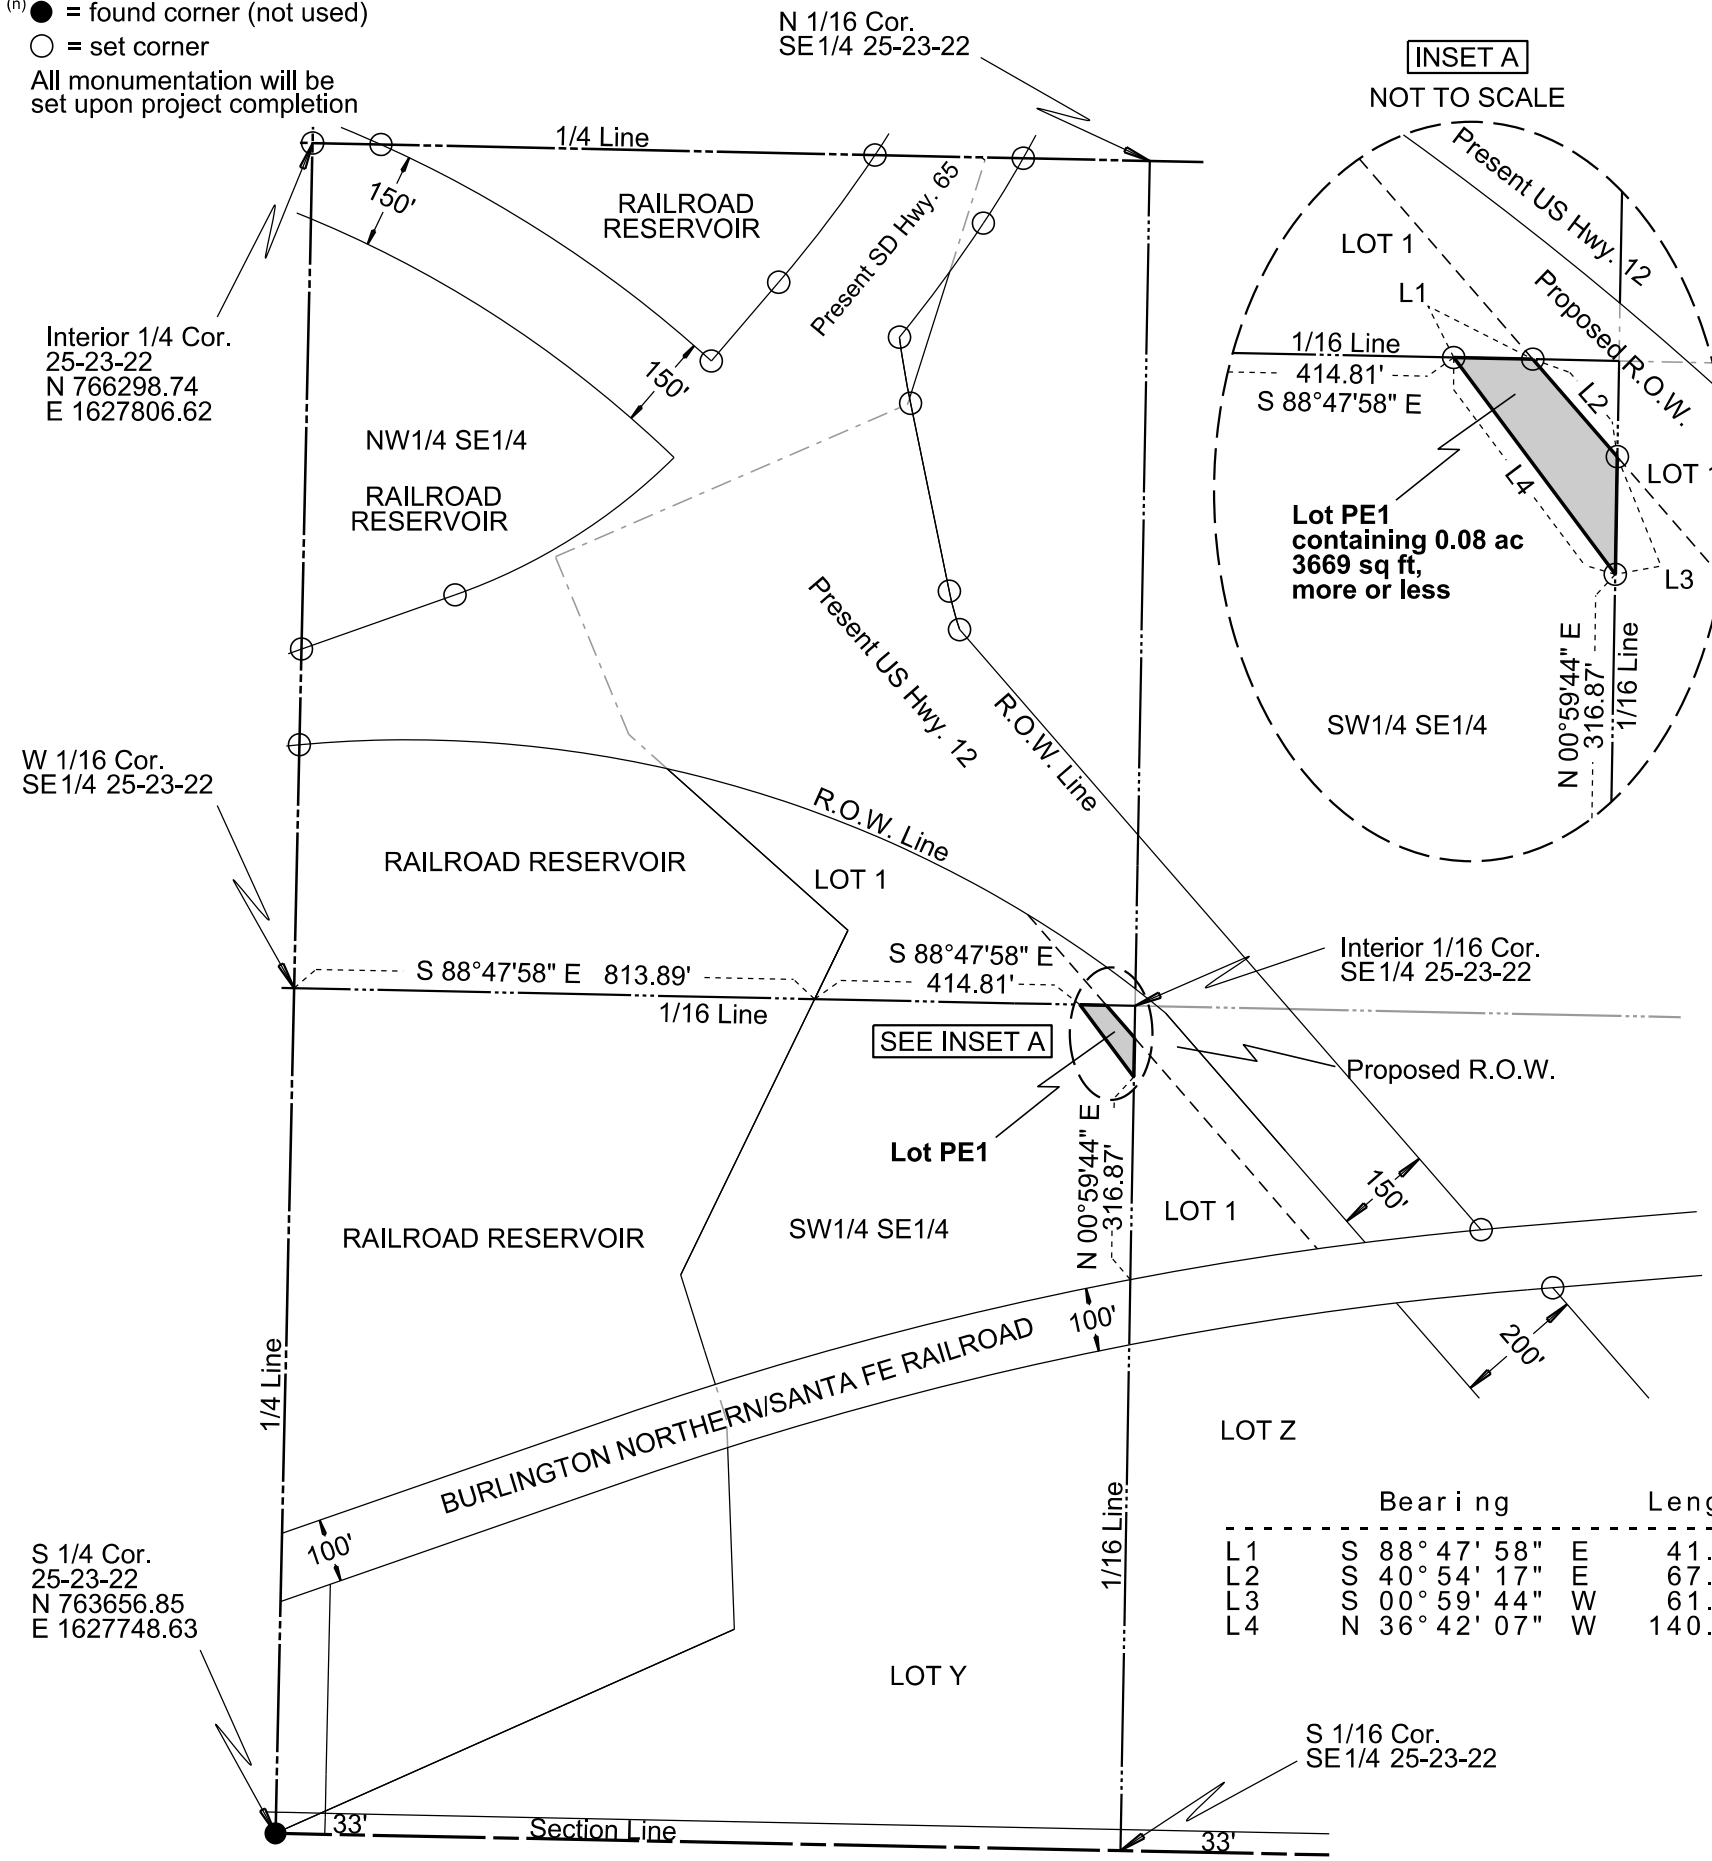 (n) = found corner (not used)
= set corner
All monumentation will be
set upon project completion
N 1/16 Cor.
SE1/4 25-23-22
INSET A
NOT TO SCALE
1/4 Line
150'
RAILROAD
RESERVOIR
Present SD Hwy. 65
Interior 1/4 Cor.
25-23-22
N 766298.74
E 1627806.62
150'
NW1/4 SE1/4
RAILROAD
RESERVOIR
Present US Hwy. 12
LOT 1
Proposed R.O.W.
L1
1/16 Line
414.81'
S 88°47'58" E
L2
LOT 1
L4
Lot PE1
containing 0.08 ac
3669 sq ft,
more or less
L3
N 00°59'44" E
316.87'
1/16 Line
SW1/4 SE1/4
Present US Hwy. 12
R.O.W. Line
W 1/16 Cor.
SE1/4 25-23-22
R.O.W. Line
RAILROAD RESERVOIR
LOT 1
S 88°47'58" E 813.89'
S 88°47'58" E
414.81'
1/16 Line
Interior 1/16 Cor.
SE1/4 25-23-22
SEE INSET A
Proposed R.O.W.
Lot PE1
N 00°59'44" E
316.87'
150'
LOT 1
RAILROAD RESERVOIR
SW1/4 SE1/4
100'
200'
BURLINGTON NORTHERN/SANTA FE RAILROAD
1/4 Line
LOT Z
100'
1/16 Line
Bearing Leng
L1 S 88°47'58" E 41.
L2 S 40°54'17" E 67.
L3 S 00°59'44" W 61.
L4 N 36°42'07" W 140.
S 1/4 Cor.
25-23-22
N 763656.85
E 1627748.63
LOT Y
S 1/16 Cor.
SE1/4 25-23-22
33'
Section Line
33'